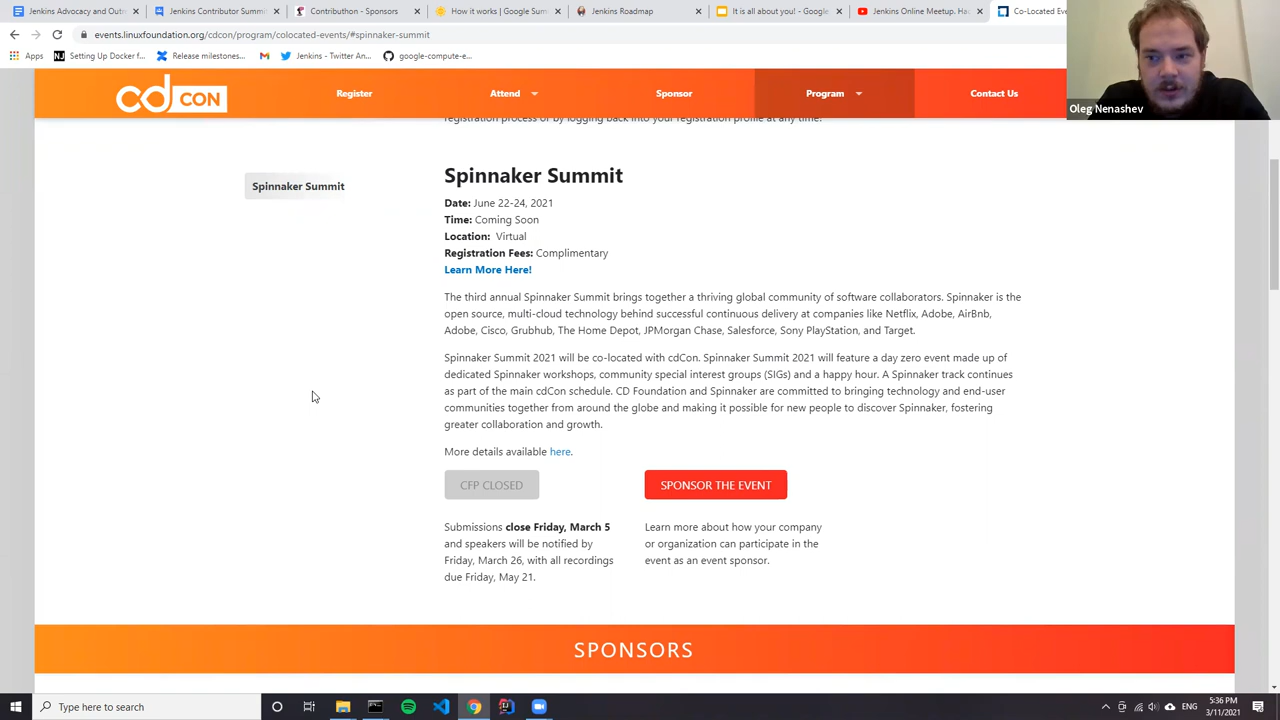 Jenkins Advocacy and Out
Jenkins Contributor Summi
Contribution - Sponsors
How it works | Google Sum
Jenkins Roadmap
It is all about you! - Google
Jenkins Online Meetup. Ha
Co-Located Ev
events.linuxfoundation.org/cdcon/program/colocated-events/#spinnaker-summit
Apps
Setting Up Docker f...
Release milestones...
Jenkins - Twitter An...
google-compute-e...
cd CON
Register
Attend
Sponsor
Program
Contact Us
Oleg Nenashev
registration process or by logging back into your registration profile at any time.
Spinnaker Summit
Spinnaker Summit
Date: June 22-24, 2021
Time: Coming Soon
Location: Virtual
Registration Fees: Complimentary
Learn More Here!
The third annual Spinnaker Summit brings together a thriving global community of software collaborators. Spinnaker is the
open source, multi-cloud technology behind successful continuous delivery at companies like Netflix, Adobe, AirBnb,
Adobe, Cisco, Grubhub, The Home Depot, JPMorgan Chase, Salesforce, Sony PlayStation, and Target.
Spinnaker Summit 2021 will be co-located with cdCon. Spinnaker Summit 2021 will feature a day zero event made up of
dedicated Spinnaker workshops, community special interest groups (SIGs) and a happy hour. A Spinnaker track continues
as part of the main cdCon schedule. CD Foundation and Spinnaker are committed to bringing technology and end-user
communities together from around the globe and making it possible for new people to discover Spinnaker, fostering
greater collaboration and growth.
More details available here.
CFP CLOSED
SPONSOR THE EVENT
Submissions close Friday, March 5
and speakers will be notified by
Friday, March 26, with all recordings
due Friday, May 21.
Learn more about how your company
or organization can participate in the
event as an event sponsor.
SPONSORS
Type here to search
ENG
5:36 PM
3/11/2021